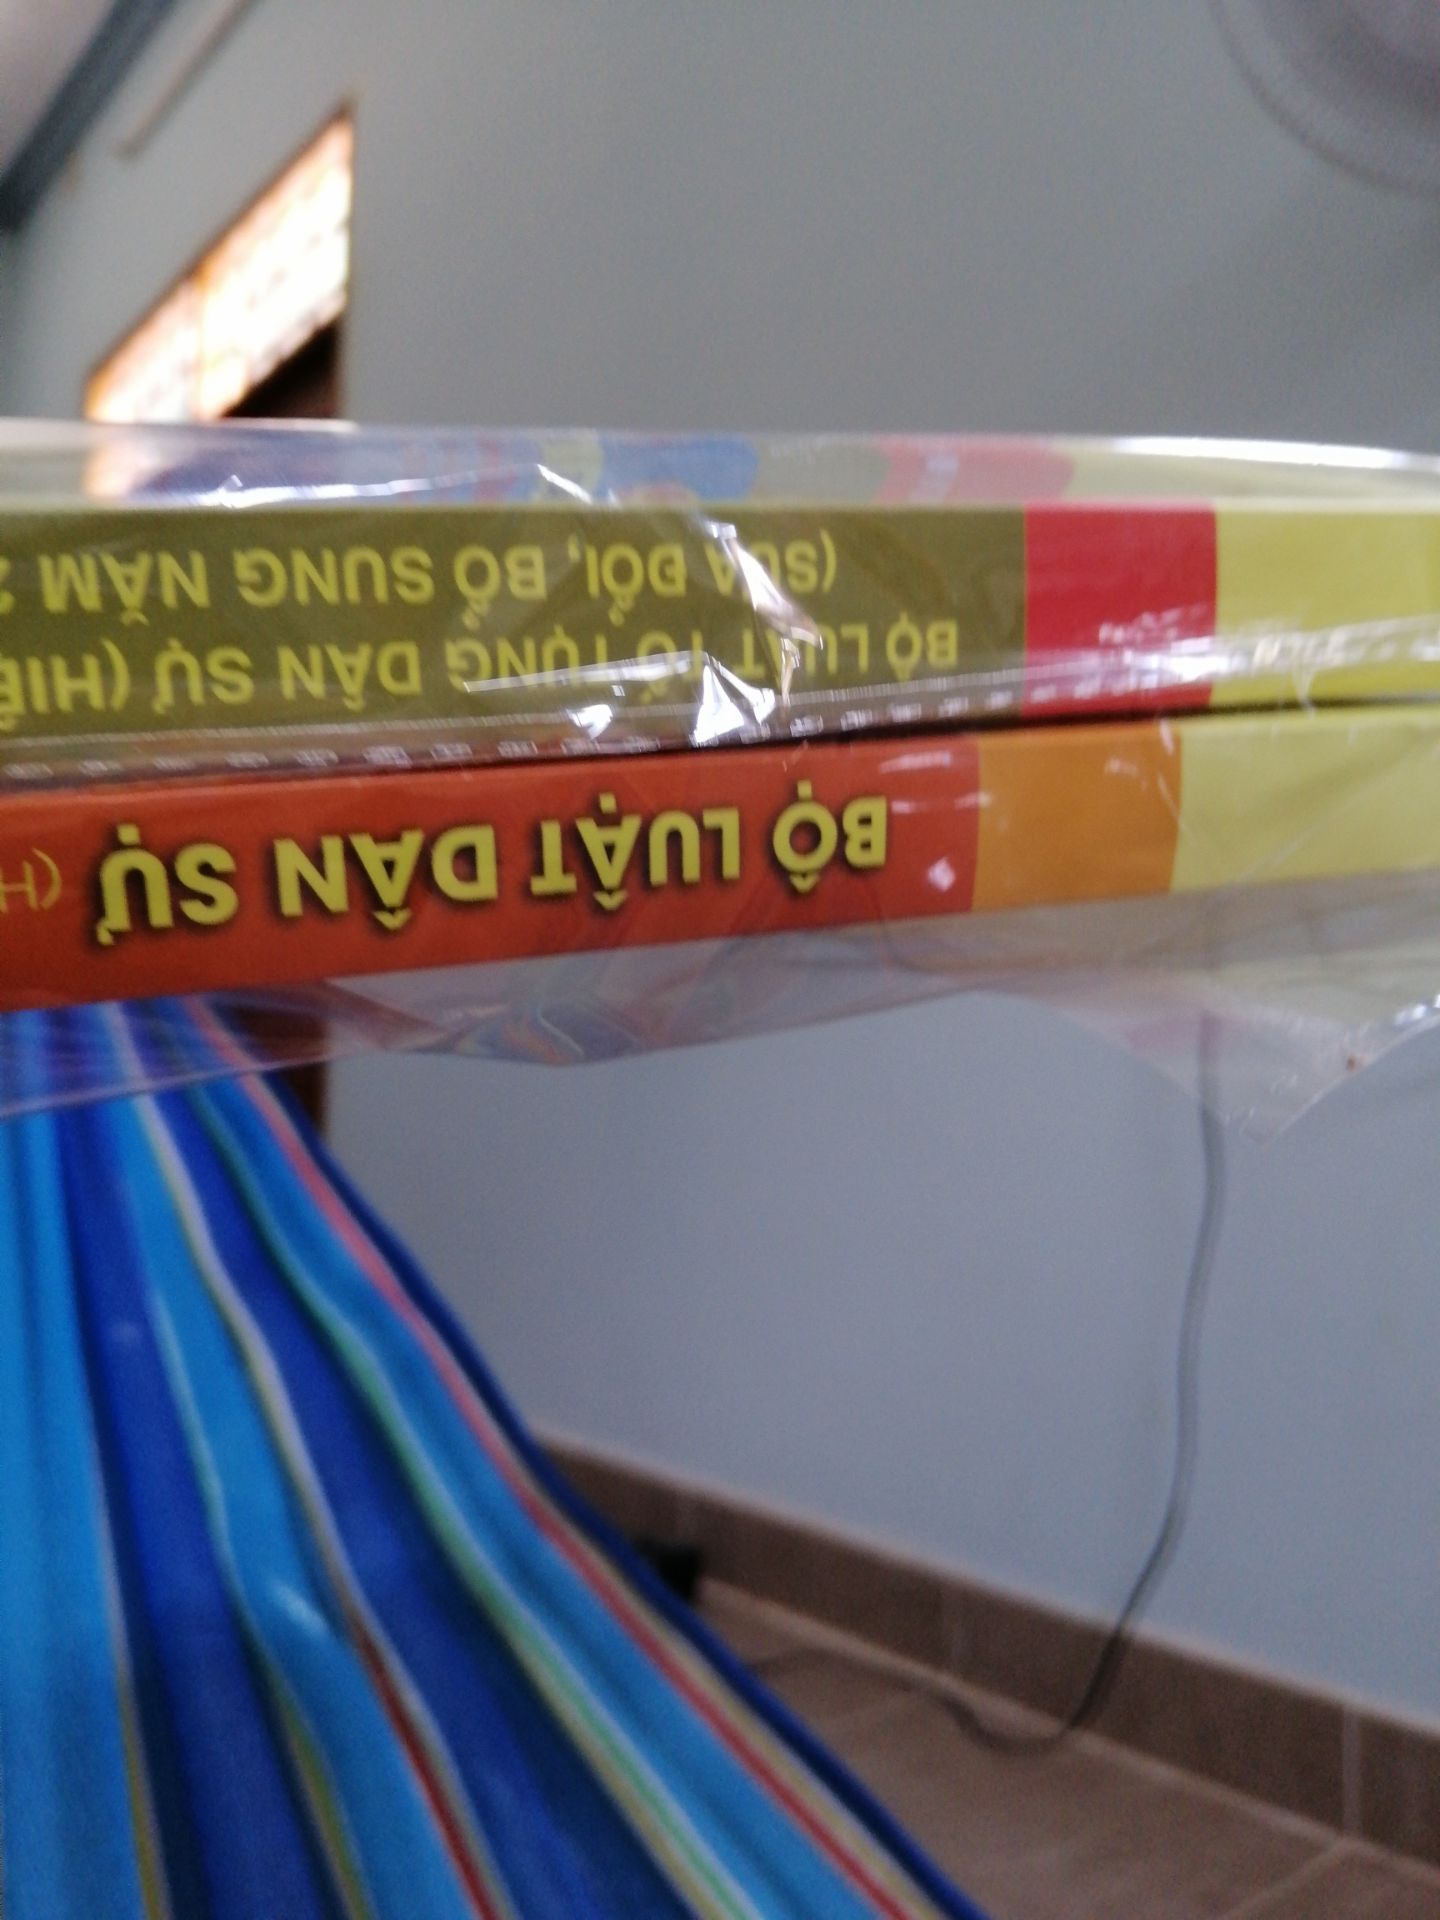 BỘ LUẬT DÂN SỰ (H
BỘ LUẬT TỐ TỤNG DÂN SỰ (HIỆ
(SỬA ĐỔI, BỔ SUNG NĂM 2